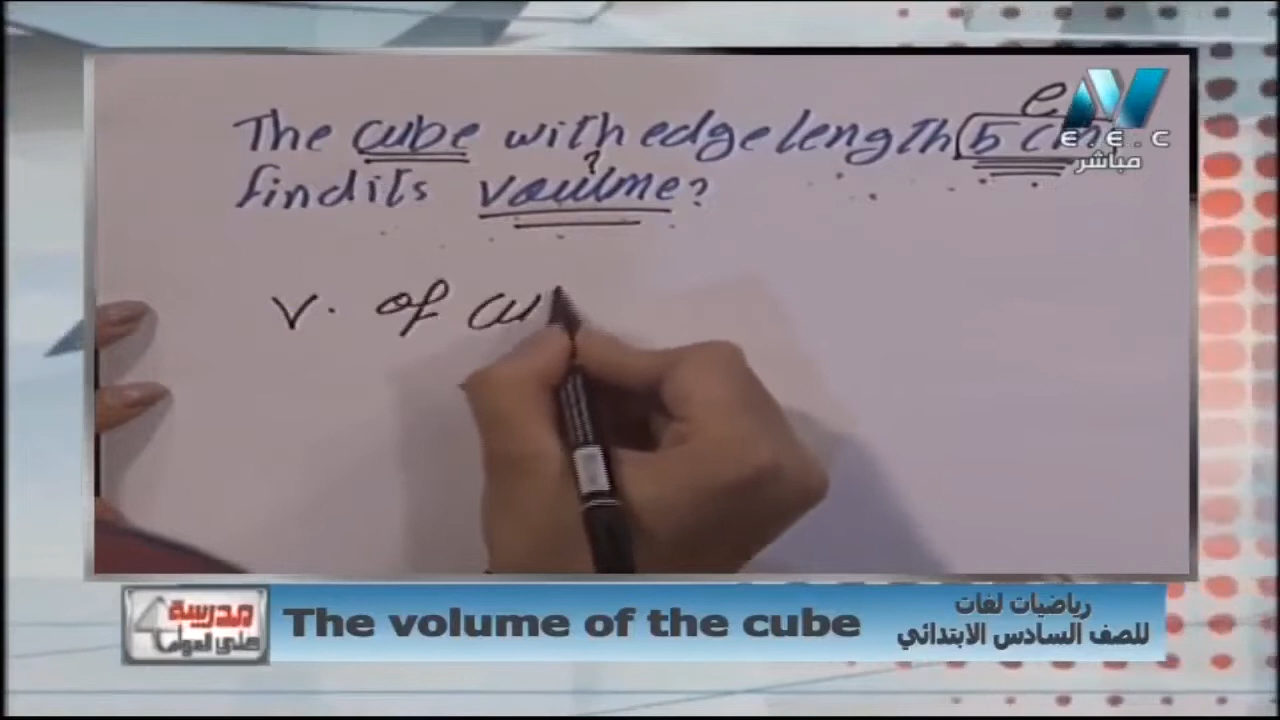 e
The cube with edge length 5 cm
find its voulme?
?
v. of cu
E.E.C
مباشر
The volume of the cube
رياضيات لغات
للصف السادس الابتدائي
مدرسة
على الهواء